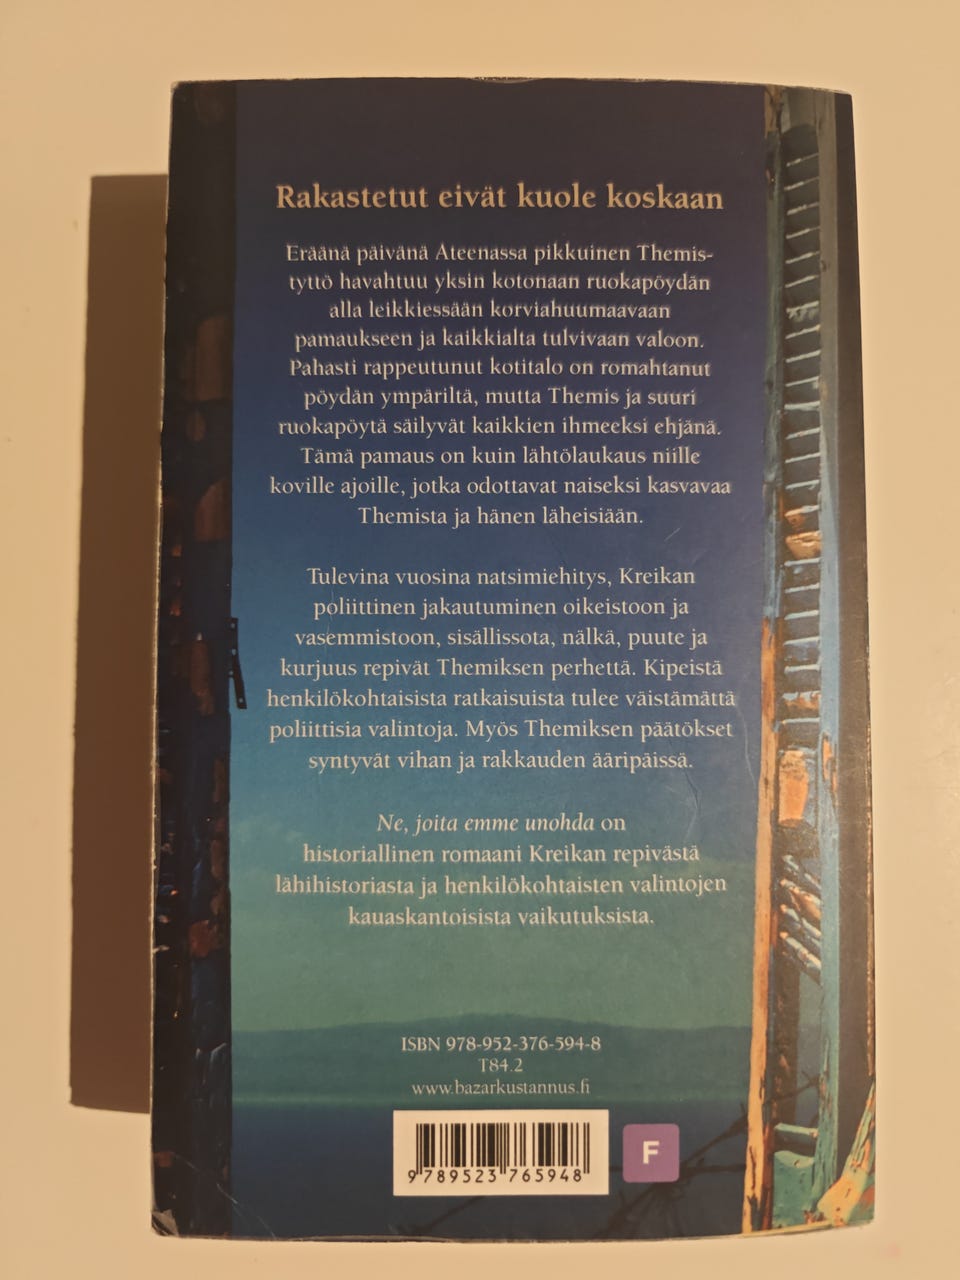 Rakastetut eivät kuole koskaan
Eräänä päivänä Ateenassa pikkuinen Themis-
tyttö havahtuu yksin kotonaan ruokapöydän
alla leikkiessään korviahuumaavaan
pamaukseen ja kaikkialta tulvivaan valoon.
Pahasti rappeutunut kotitalo on romahtanut
pöydän ympäriltä, mutta Themis ja suuri
ruokapöytä säilyvät kaikkien ihmeeksi ehjänä.
Tämä pamaus on kuin lähtölaukaus niille
koville ajoille, jotka odottavat naiseksi kasvavaa
Themista ja hänen läheisiään.
Tulevina vuosina natsimiehitys, Kreikan
poliittinen jakautuminen oikeistoon ja
vasemmistoon, sisällissota, nälkä, puute ja
kurjuus repivät Themiksen perhettä. Kipeistä
henkilökohtaisista ratkaisuista tulee väistämättä
poliittisia valintoja. Myös Themiksen päätökset
syntyvät vihan ja rakkauden ääripäissä.
Ne, joita emme unohda on
historiallinen romaani Kreikan repivästä
lähihistoriasta ja henkilökohtaisten valintojen
kauaskantoisista vaikutuksista.
ISBN 978-952-376-594-8
T84.2
www.bazarkustannus.fi
9 789523 765948
F